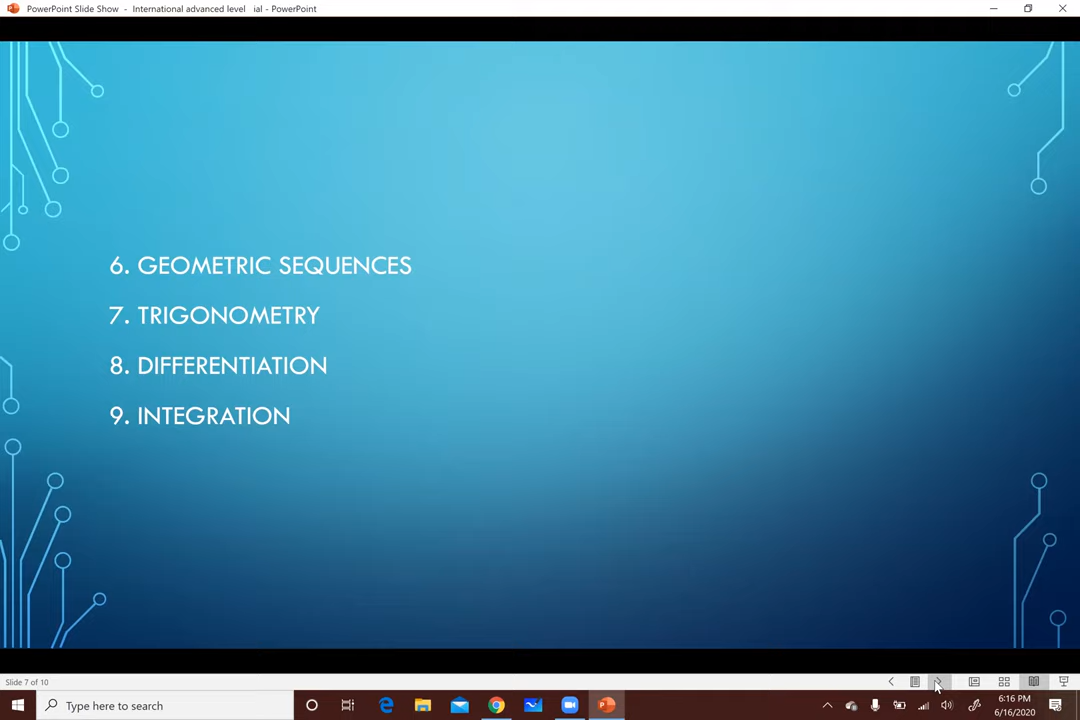 PowerPoint Slide Show - International advanced level ial - PowerPoint
6. GEOMETRIC SEQUENCES
7. TRIGONOMETRY
8. DIFFERENTIATION
9. INTEGRATION
Slide 7 of 10
Type here to search
6:16 PM
6/16/2020